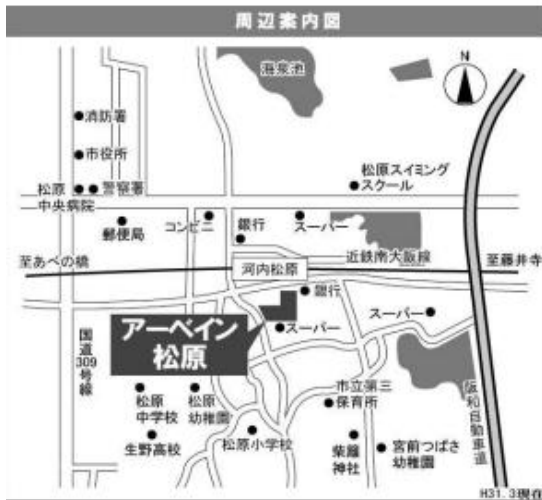 周辺案内図
海泉池
N
消防署
市役所
松原スイミング
スクール
松原
中央病院
警察署
郵便局
コンビニ
銀行
スーパー
至あべの橋
河内松原
近鉄南大阪線
至藤井寺
銀行
スーパー
スーパー
アーベイン
松原
国道309号線
松原
中学校
松原
幼稚園
市立第三
保育所
阪和自動車道
生野高校
松原小学校
柴籬
神社
宮前つばさ
幼稚園
H31.3現在